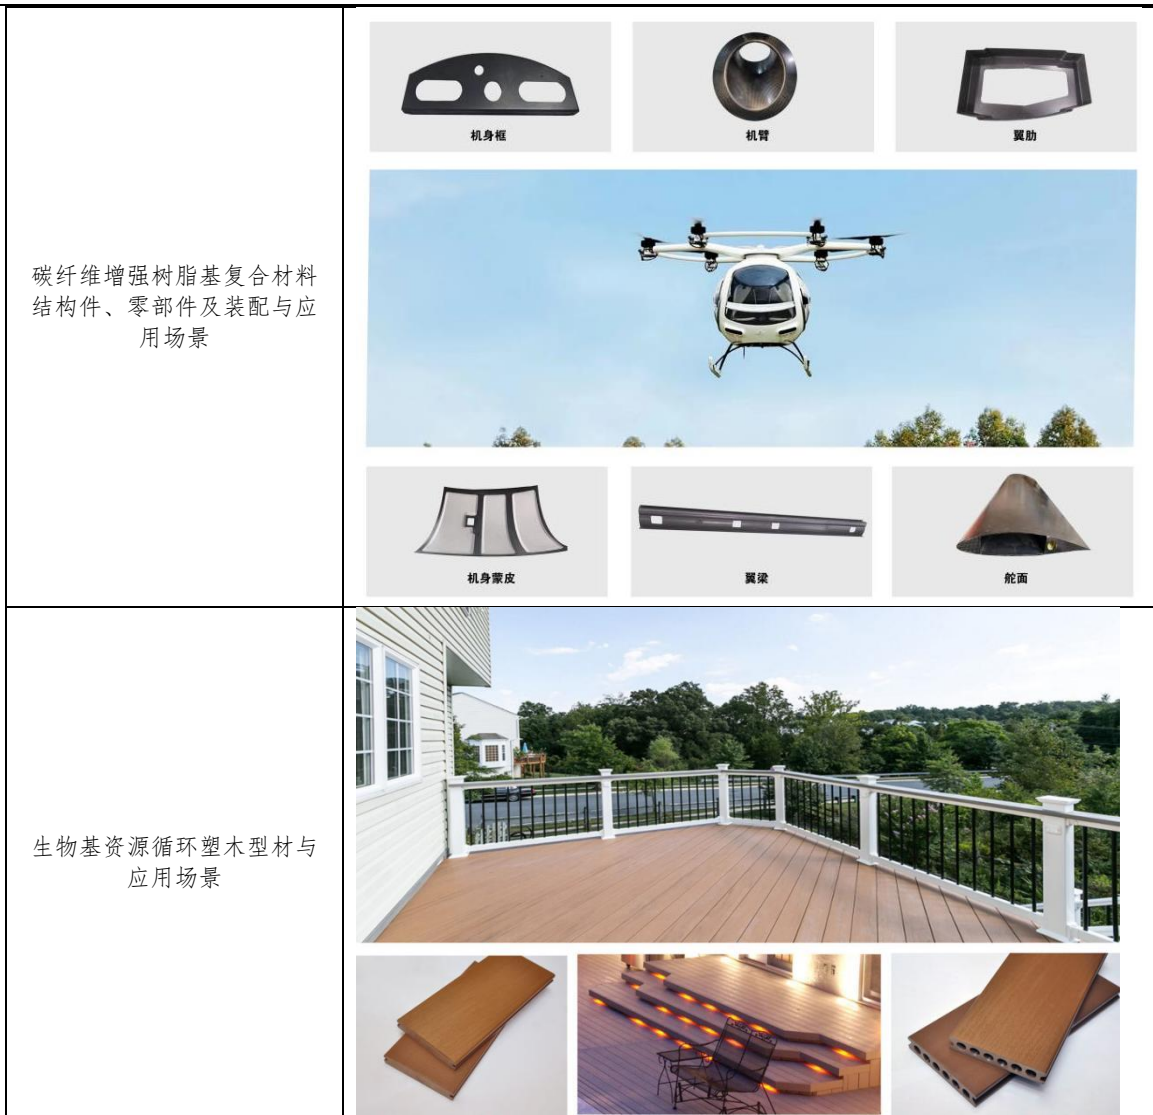 机身框
机臂
翼肋
碳纤维增强树脂基复合材料
结构件、零部件及装配与应
用场景
机身蒙皮
翼梁
舵面
生物基资源循环塑木型材与
应用场景